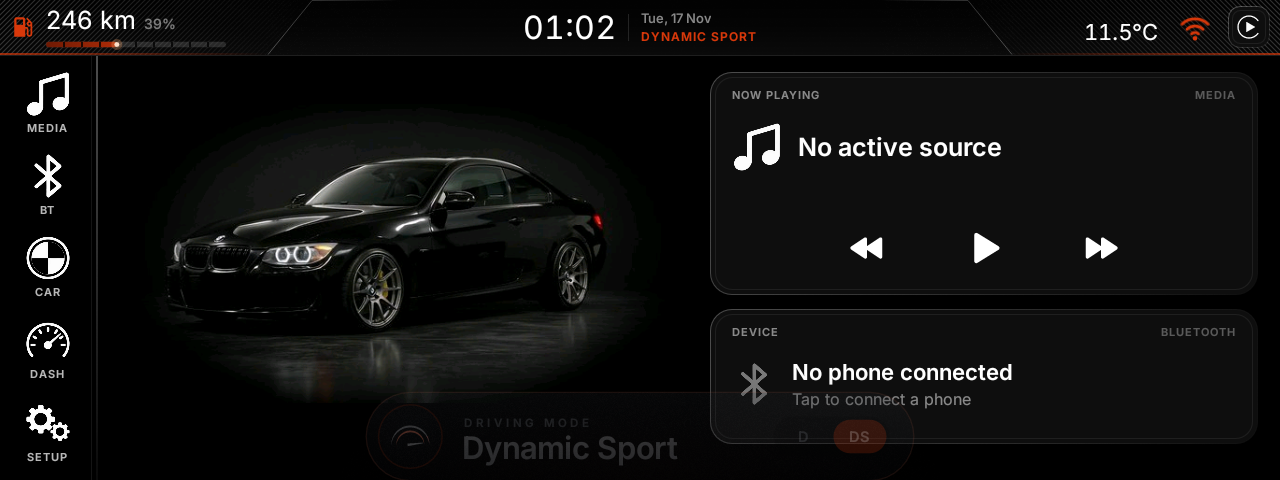 246 km 39%
01:02
Tue, 17 Nov
DYNAMIC SPORT
11.5°C
MEDIA
BT
CAR
DASH
SETUP
NOW PLAYING MEDIA
No active source
DEVICE BLUETOOTH
No phone connected
Tap to connect a phone
DRIVING MODE
Dynamic Sport
D DS